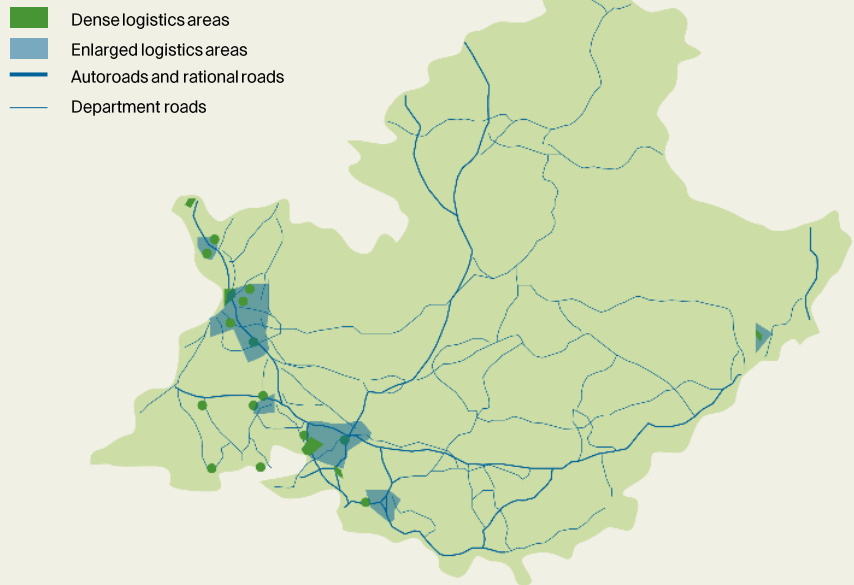 Dense logistics areas
Enlarged logistics areas
Autoroads and rational roads
Department roads